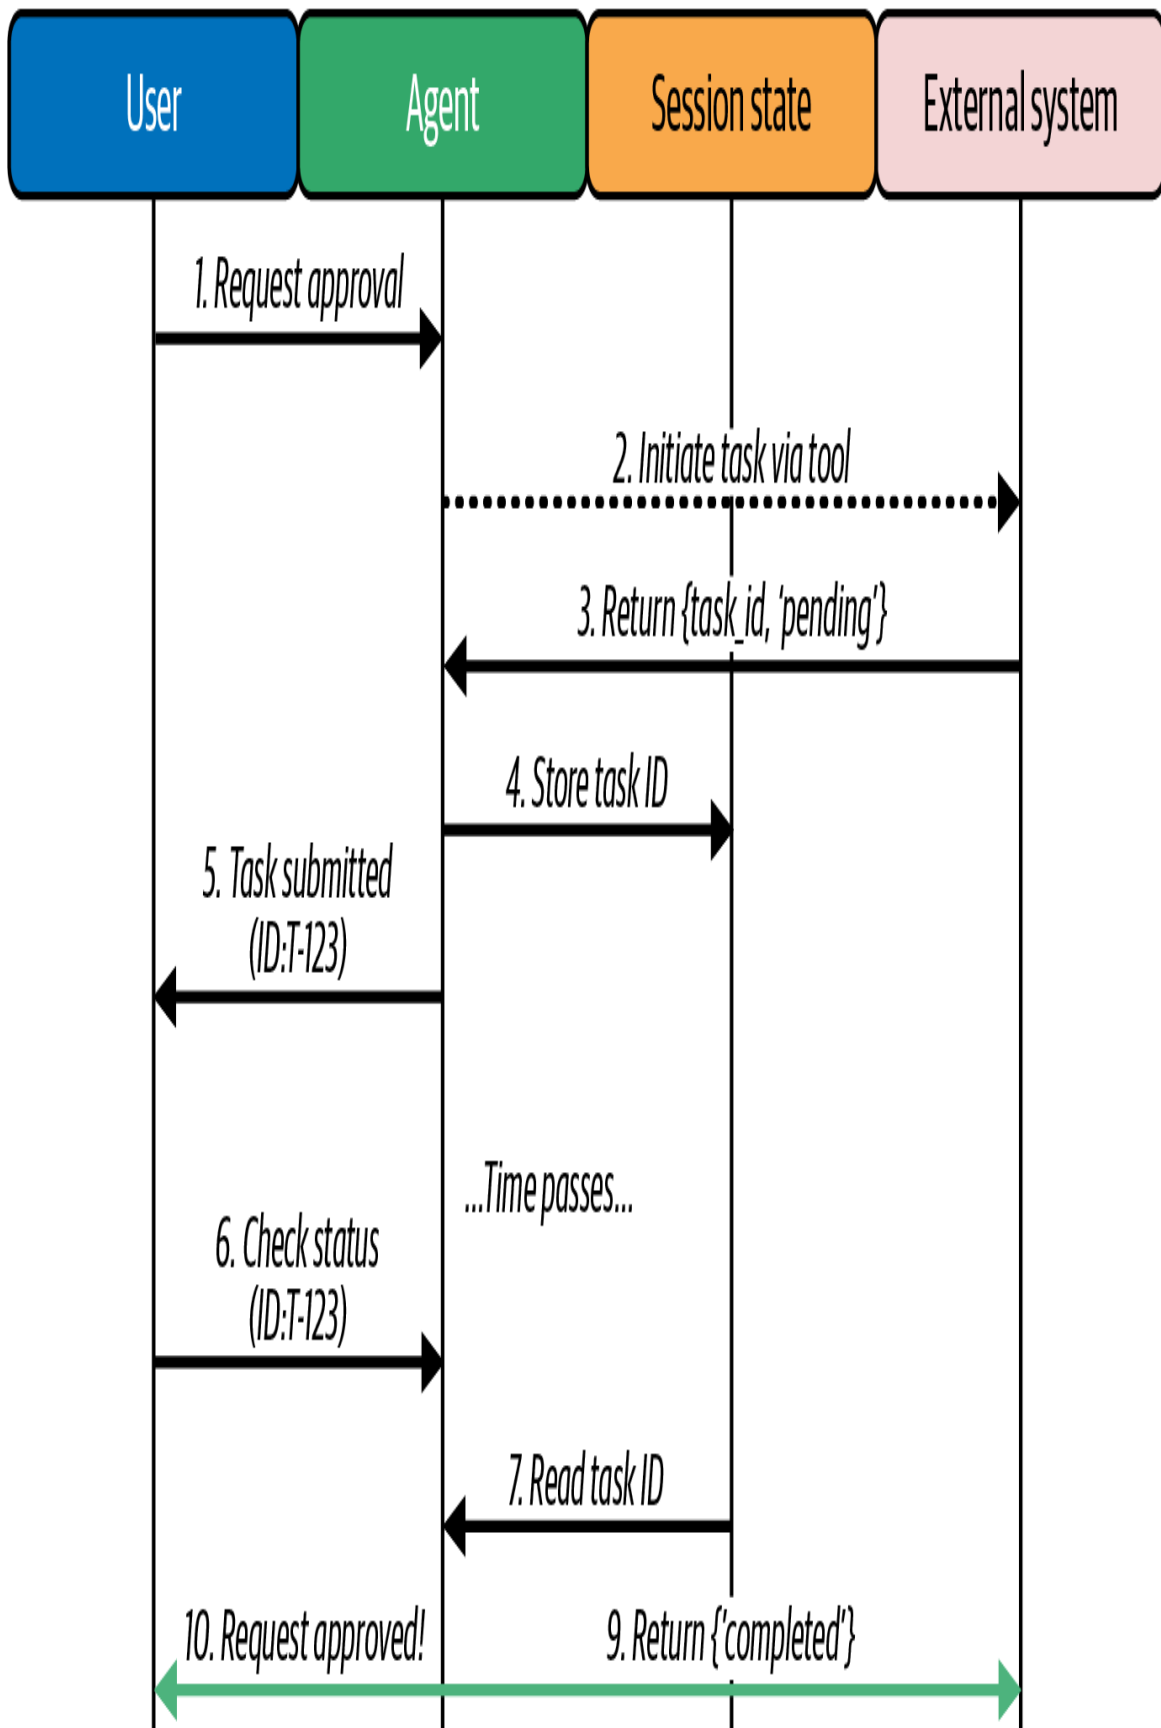 User
Agent
Session state
External system
1. Request approval
2. Initiate task via tool
3. Return {task_id, ‘pending’}
4. Store task ID
5. Task submitted
(ID:T-123)
...Time passes...
6. Check status
(ID:T-123)
7. Read task ID
10. Request approved!
9. Return {‘completed’}